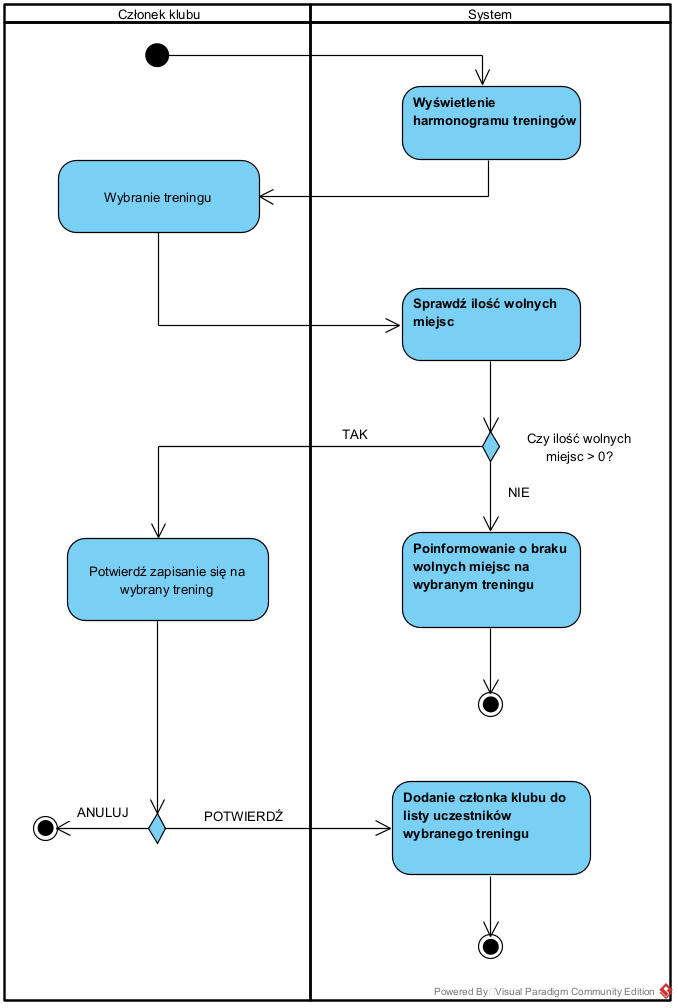 Członek klubu
System
Wyświetlenie
harmonogramu treningów
Wybranie treningu
Sprawdź ilość wolnych
miejsc
Czy ilość wolnych
miejsc > 0?
TAK
NIE
Potwierdź zapisanie się na
wybrany trening
Poinformowanie o braku
wolnych miejsc na
wybranym treningu
ANULUJ
POTWIERDŹ
Dodanie członka klubu do
listy uczestników
wybranego treningu
Powered By Visual Paradigm Community Edition